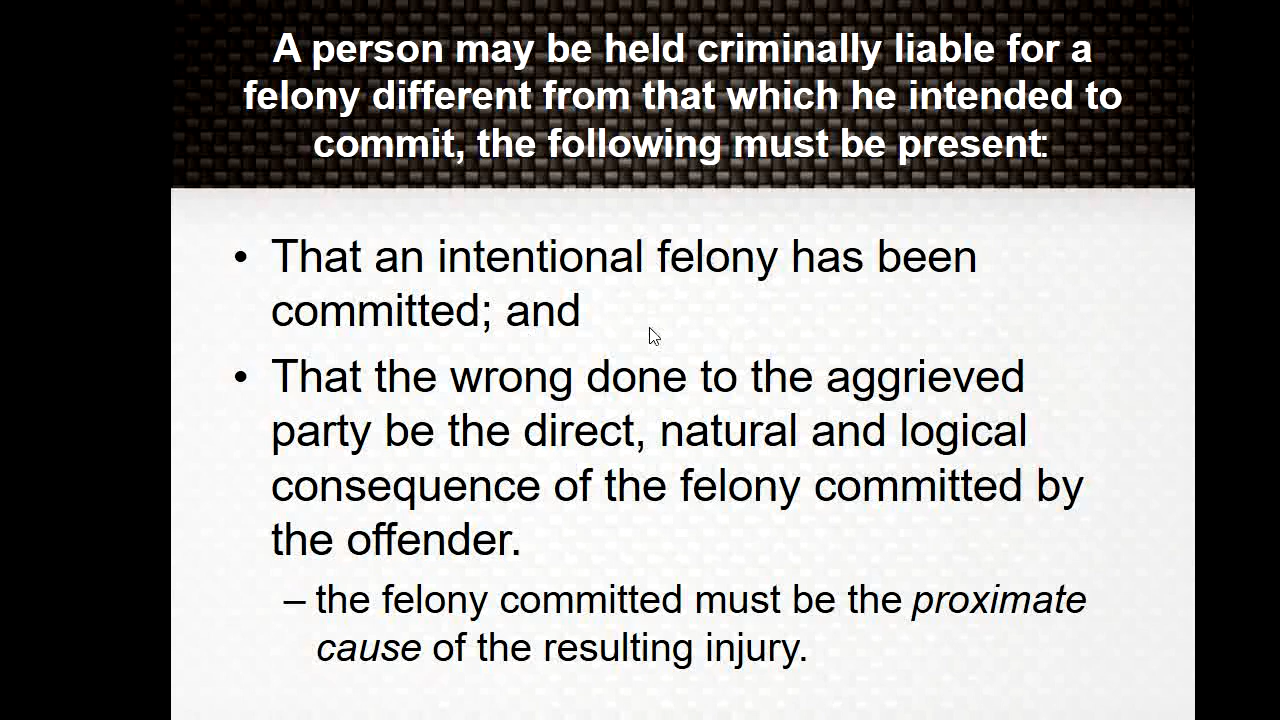 A person may be held criminally liable for a
felony different from that which he intended to
commit, the following must be present:
• That an intentional felony has been
committed; and
• That the wrong done to the aggrieved
party be the direct, natural and logical
consequence of the felony committed by
the offender.
– the felony committed must be the proximate
cause of the resulting injury.